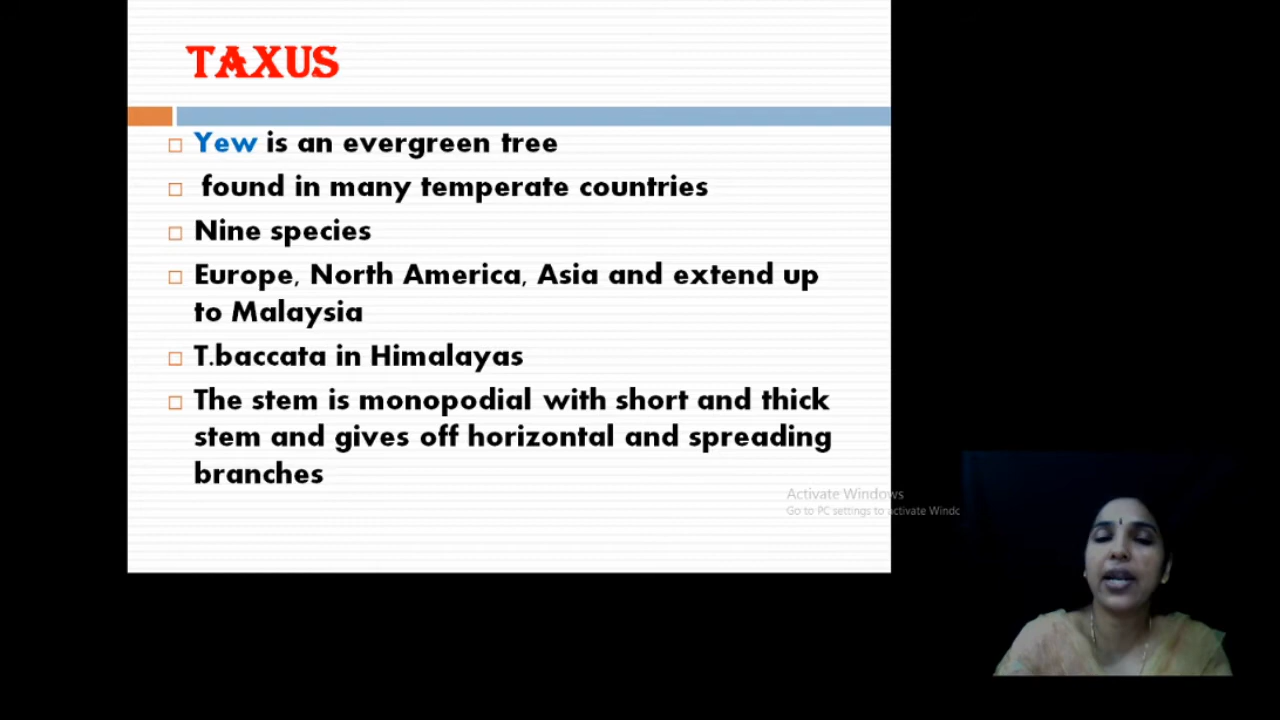 TAXUS
Yew is an evergreen tree
found in many temperate countries
Nine species
Europe, North America, Asia and extend up
to Malaysia
T.baccata in Himalayas
The stem is monopodial with short and thick
stem and gives off horizontal and spreading
branches
Activate Windows
Go to PC settings to activate Windc